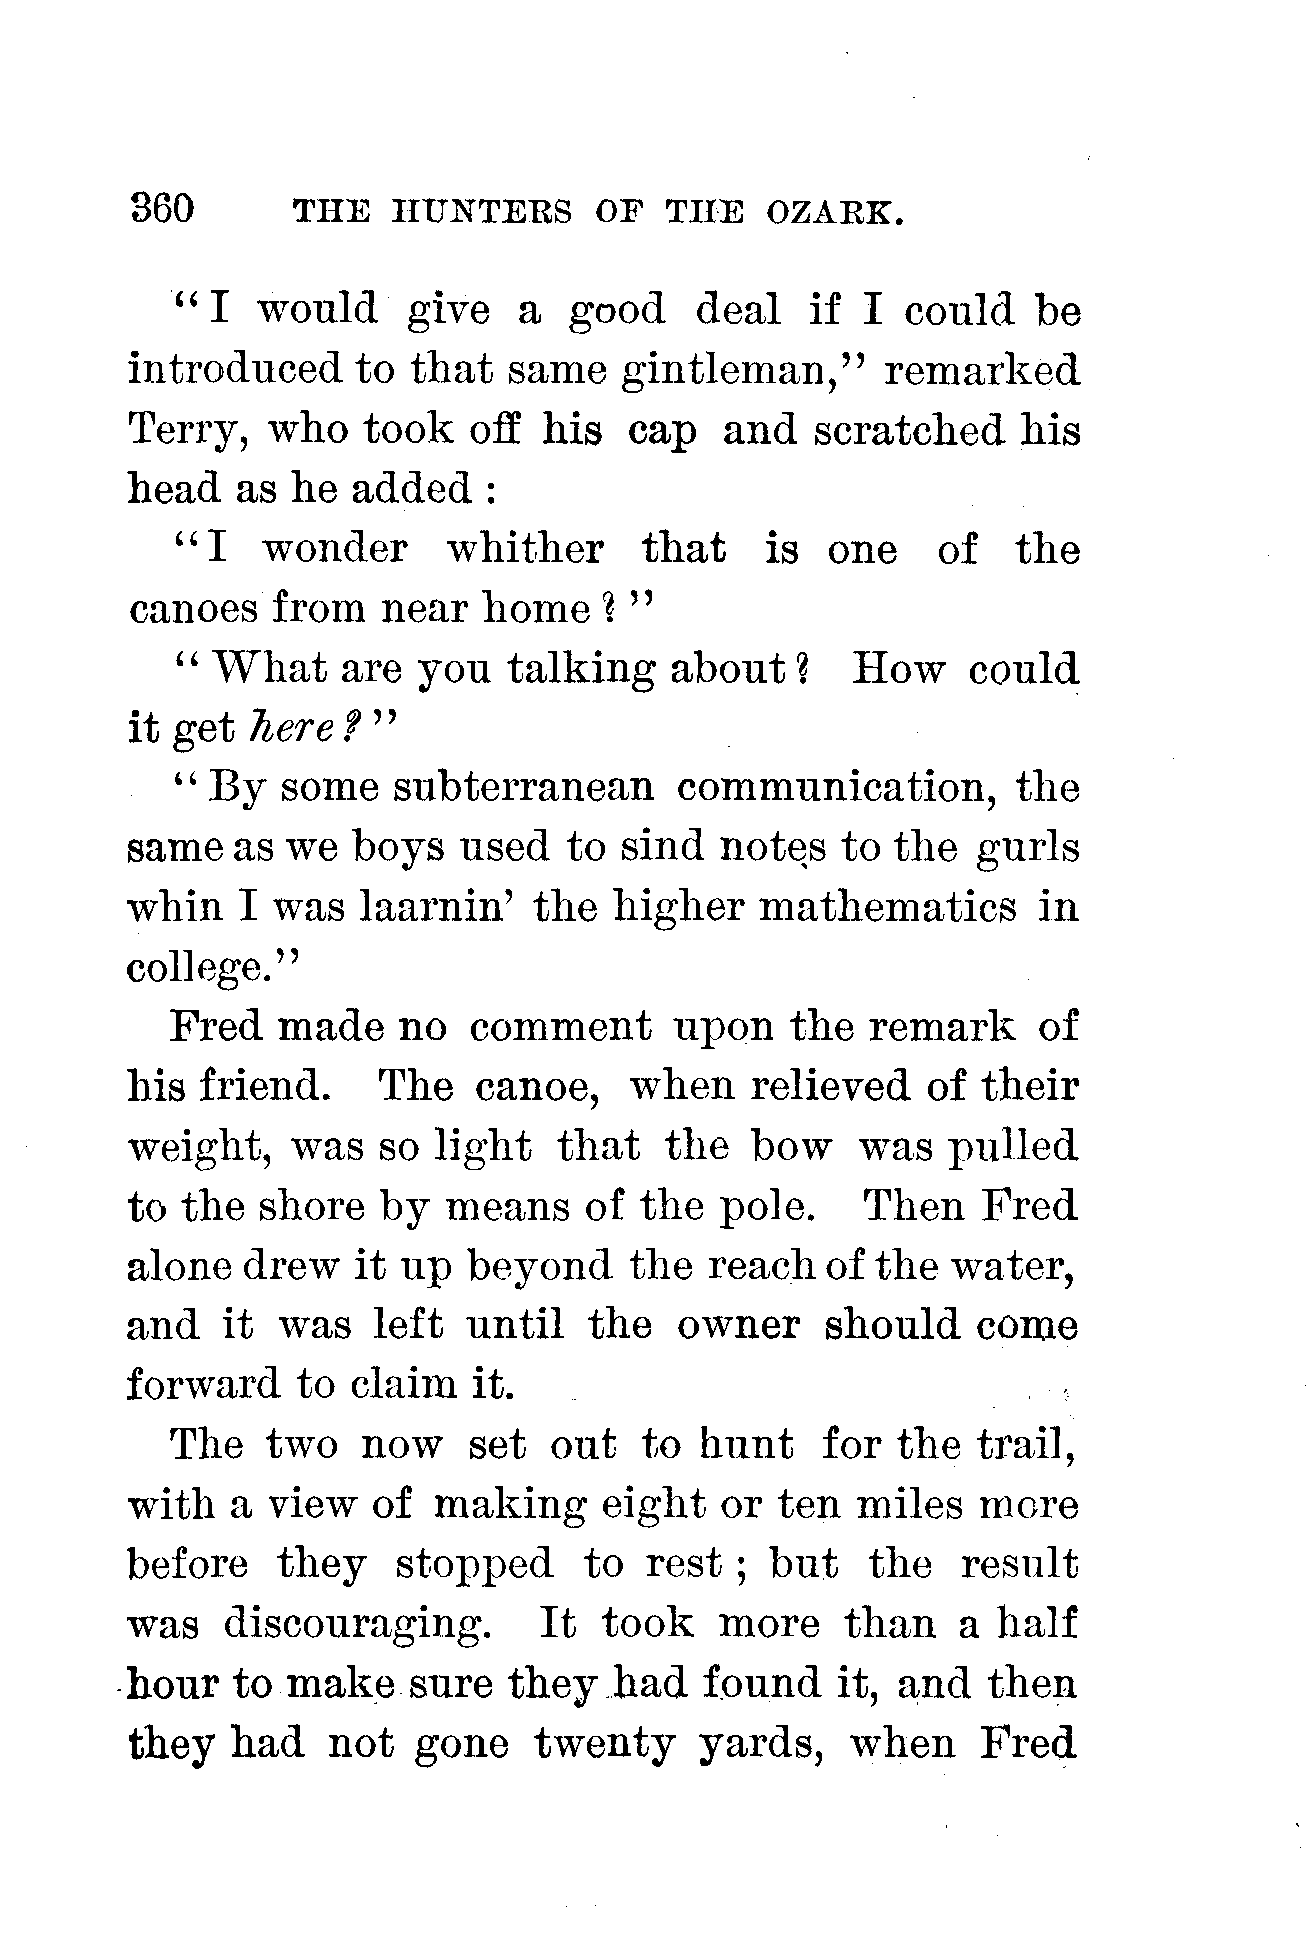 360 THE HUNTERS OF THE OZARK.
“I would give a good deal if I could be
introduced to that same gintleman,” remarked
Terry, who took off his cap and scratched his
head as he added :
“I wonder whither that is one of the
canoes from near home ? ”
“ What are you talking about ? How could
it get here ? ”
“ By some subterranean communication, the
same as we boys used to sind notes to the gurls
whin I was laarnin’ the higher mathematics in
college.”
Fred made no comment upon the remark of
his friend. The canoe, when relieved of their
weight, was so light that the bow was pulled
to the shore by means of the pole. Then Fred
alone drew it up beyond the reach of the water,
and it was left until the owner should come
forward to claim it.
The two now set out to hunt for the trail,
with a view of making eight or ten miles more
before they stopped to rest ; but the result
was discouraging. It took more than a half
hour to make sure they had found it, and then
they had not gone twenty yards, when Fred